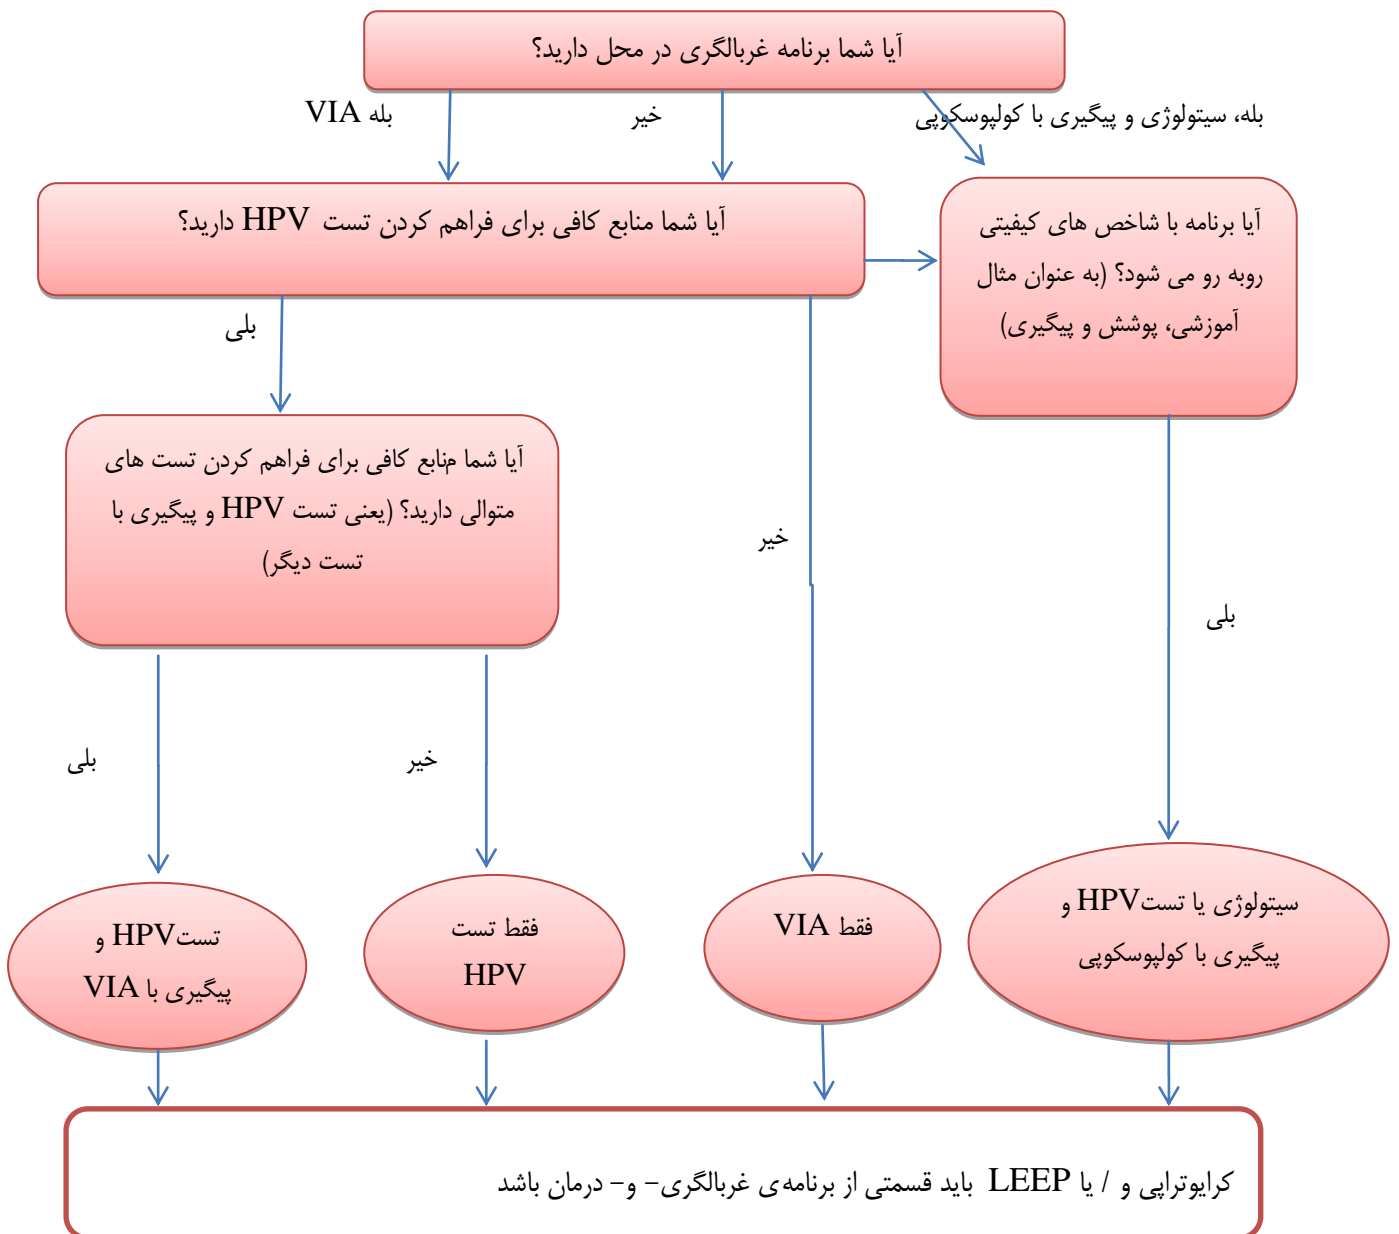 آیا شما برنامه غربالگری در محل دارید؟
بله، سیتولوژی و پیگیری با کولپوسکوپی
خیر
بله VIA
آیا برنامه با شاخص های کیفیتی
روبه رو می شود؟ (به عنوان مثال
آموزشی، پوشش و پیگیری)
آیا شما منابع کافی برای فراهم کردن تست HPV دارید؟
بلی
آیا شما منابع کافی برای فراهم کردن تست های
متوالی دارید؟ (یعنی تست HPV و پیگیری با
تست دیگر)
خیر
بلی
خیر
بلی
سیتولوژی یا تستHPV و
پیگیری با کولپوسکوپی
فقط VIA
فقط تست
HPV
تستHPV و
پیگیری با VIA
کرایوتراپی و / یا LEEP باید قسمتی از برنامه ی غربالگری- و- درمان باشد